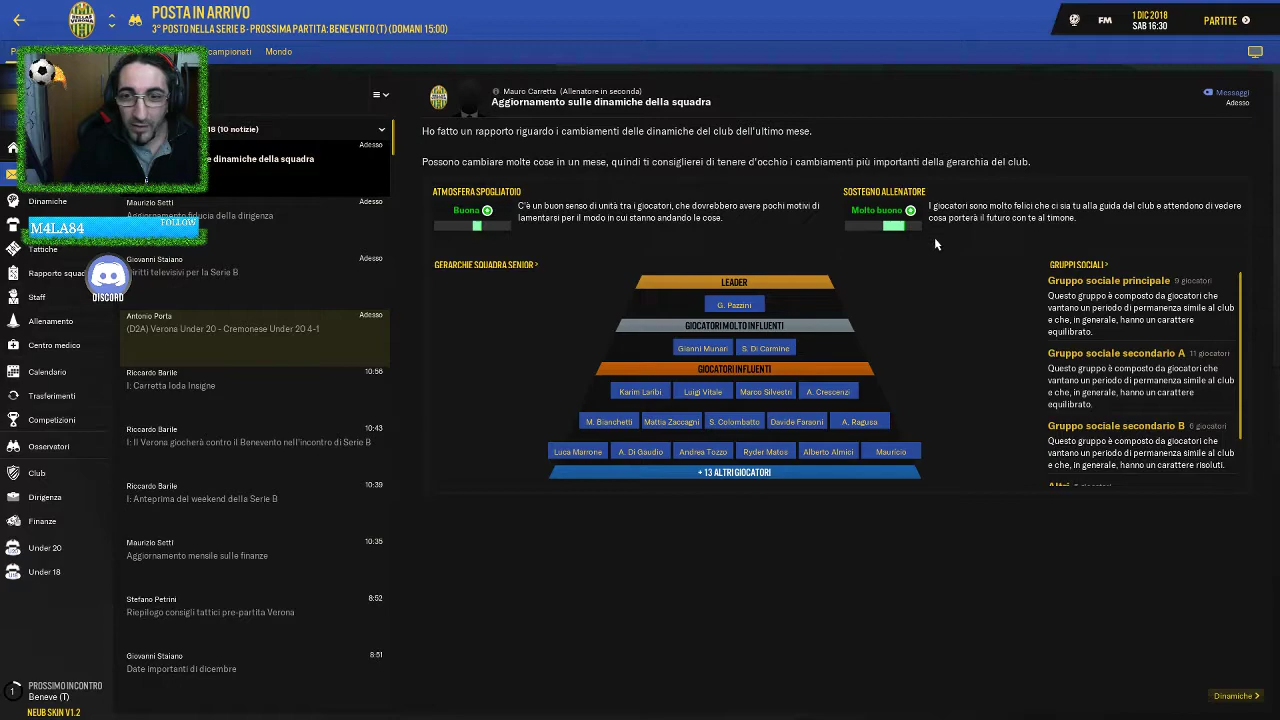 POSTA IN ARRIVO
3° POSTO NELLA SERIE B - PROSSIMA PARTITA: BENEVENTO (T) (DOMANI 15:00)
FM
1 DIC 2018
SAB 16:30
PARTITE
campionati
Mondo
18 (10 notizie)
Adesso
dinamiche della squadra
Maurizio Setti
Adesso
Aggiornamento fiducia della dirigenza
Giovanni Staiano
Adesso
Diritti televisivi per la Serie B
Antonio Porta
Adesso
(D2A) Verona Under 20 - Cremonese Under 20 4-1
Riccardo Barile
10:56
I: Carretta loda Insigne
Riccardo Barile
10:43
I: Il Verona giocherà contro il Benevento nell'incontro di Serie B
Riccardo Barile
10:39
I: Anteprima del weekend della Serie B
Maurizio Setti
10:35
Aggiornamento mensile sulle finanze
Stefano Petrini
8:52
Riepilogo consigli tattici pre-partita Verona
Giovanni Staiano
8:51
Date importanti di dicembre
M4LA84
FOLLOW
DISCORD
Dinamiche
Tattiche
Rapporto squad
Staff
Allenamento
Centro medico
Calendario
Trasferimenti
Competizioni
Osservatori
Club
Dirigenza
Finanze
Under 20
Under 18
1
PROSSIMO INCONTRO
Beneve (T)
NEUB SKIN V1.2
Mauro Carretta (Allenatore in seconda)
Aggiornamento sulle dinamiche della squadra
Messaggi
Adesso
Ho fatto un rapporto riguardo i cambiamenti delle dinamiche del club dell'ultimo mese.
Possono cambiare molte cose in un mese, quindi ti consiglierei di tenere d'occhio i cambiamenti più importanti della gerarchia del club.
ATMOSFERA SPOGLIATOIO
Buona
C'è un buon senso di unità tra i giocatori, che dovrebbero avere pochi motivi di
lamentarsi per il modo in cui stanno andando le cose.
SOSTEGNO ALLENATORE
Molto buono
I giocatori sono molto felici che ci sia tu alla guida del club e attendono di vedere
cosa porterà il futuro con te al timone.
GERARCHIE SQUADRA SENIOR >
LEADER
G. Pazzini
GIOCATORI MOLTO INFLUENTI
Gianni Munari
S. Di Carmine
GIOCATORI INFLUENTI
Karim Laribi
Luigi Vitale
Marco Silvestri
A. Crescenzi
M. Bianchetti
Mattia Zaccagni
S. Colombatto
Davide Faraoni
A. Ragusa
Luca Marrone
A. Di Gaudio
Andrea Tozzo
Ryder Matos
Alberto Almici
Mauricio
+ 13 ALTRI GIOCATORI
GRUPPI SOCIALI >
Gruppo sociale principale 9 giocatori
Questo gruppo è composto da giocatori che
vantano un periodo di permanenza simile al club
e che, in generale, hanno un carattere
equilibrato.
Gruppo sociale secondario A 11 giocatori
Questo gruppo è composto da giocatori che
vantano un periodo di permanenza simile al club
e che, in generale, hanno un carattere
equilibrato.
Gruppo sociale secondario B 6 giocatori
Questo gruppo è composto da giocatori che
vantano un periodo di permanenza simile al club
e che, in generale, hanno un carattere risoluti.
Dinamiche >